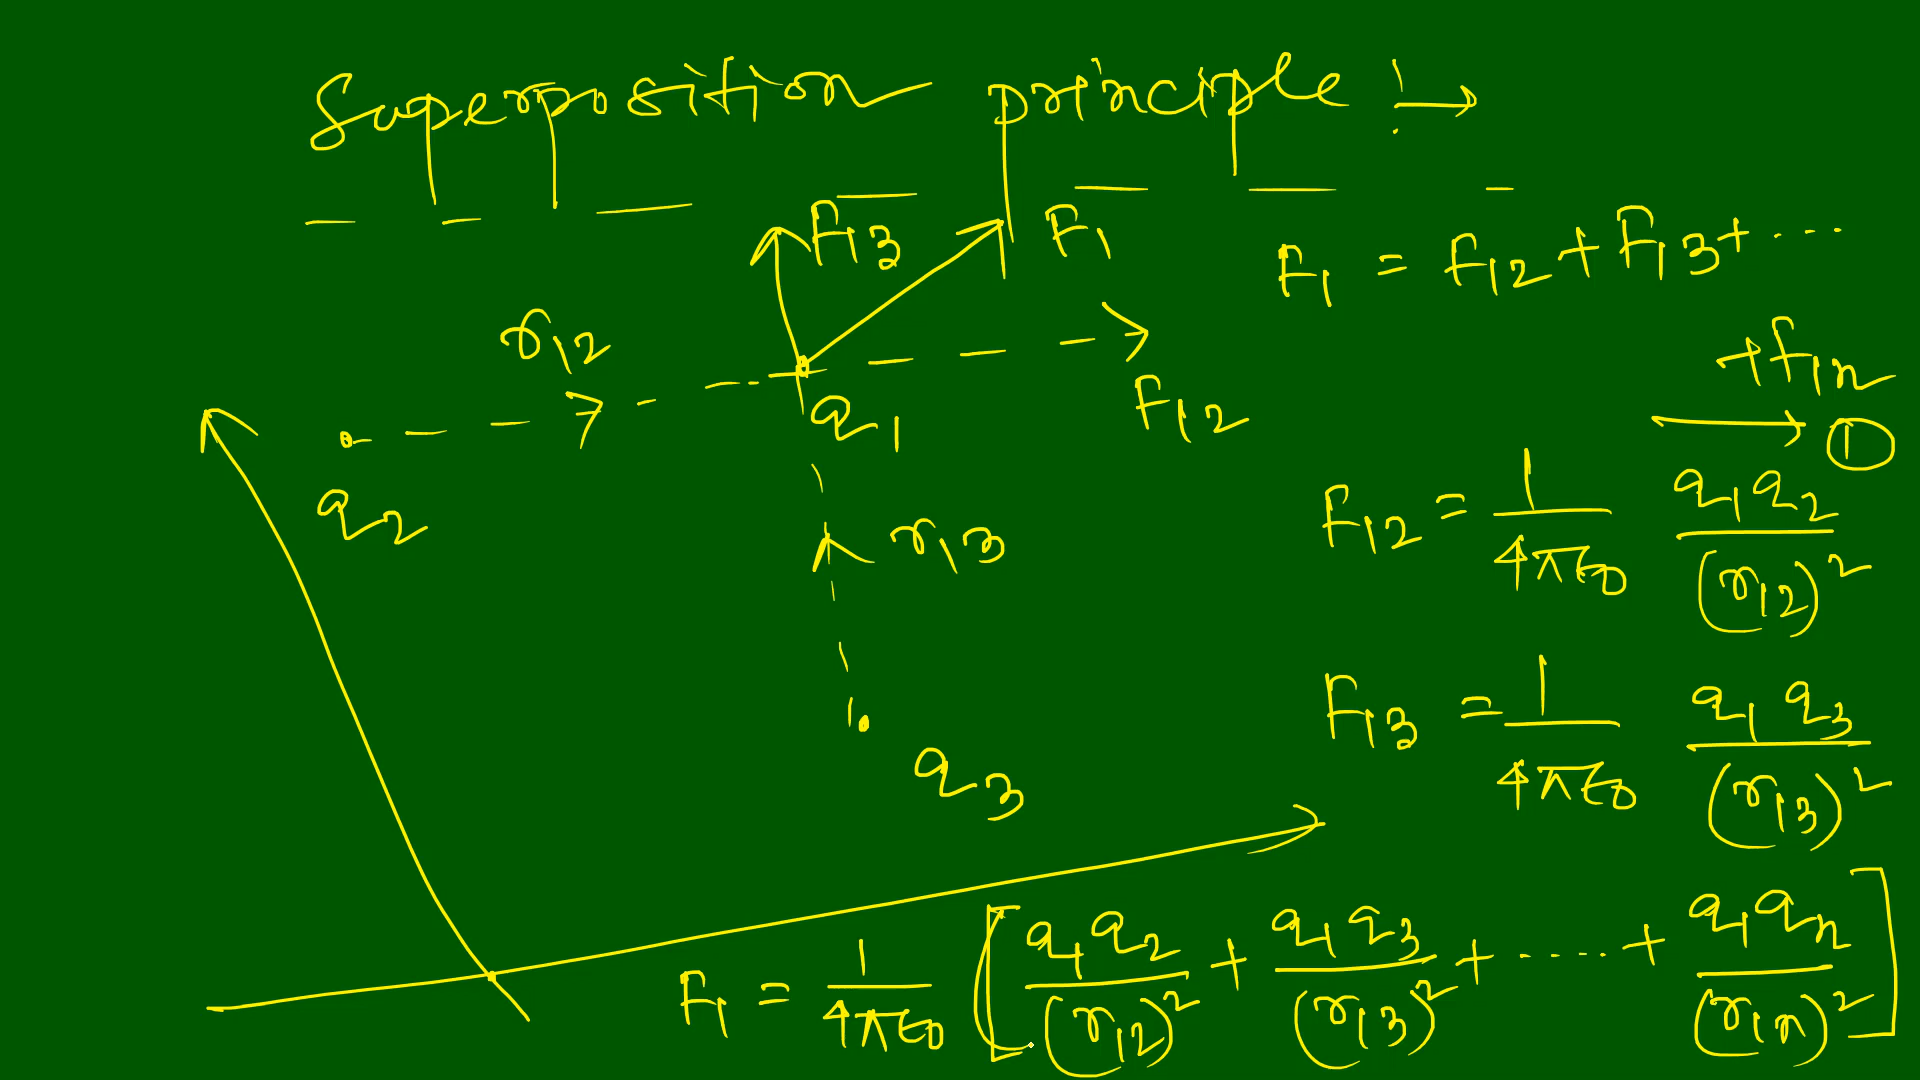 Superposition principle :→
F₁₃ F₁
F₁ = F₁₂ + F₁₃ + ...
+ F₁ₙ
→ ①
r₁₂
q₁
F₁₂
q₂
r₁₃
q₃
F₁₂ = 1/4πε₀ q₁q₂/(r₁₂)²
F₁₃ = 1/4πε₀ q₁q₃/(r₁₃)²
F₁ = 1/4πε₀ [q₁q₂/(r₁₂)² + q₁q₃/(r₁₃)² + ..... + q₁qₙ/(r₁ₙ)²]